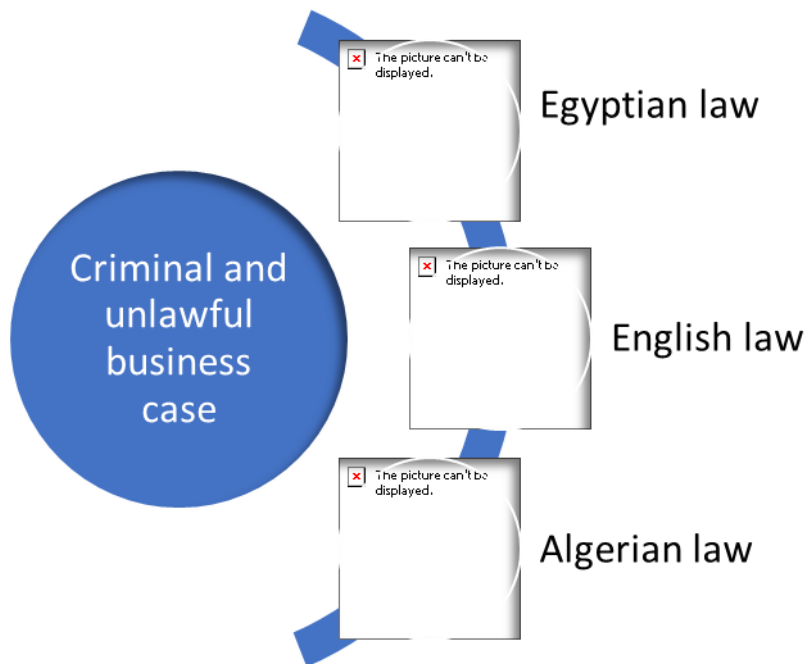 The picture can't be
displayed.
Egyptian law
Criminal and
unlawful
business
case
The picture can't be
displayed.
English law
The picture can't be
displayed.
Algerian law